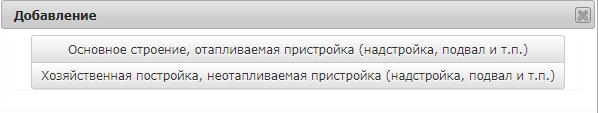 Добавление
Основное строение, отапливаемая пристройка (надстройка, подвал и т.п.)
Хозяйственная постройка, неотапливаемая пристройка (надстройка, подвал и т.п.)